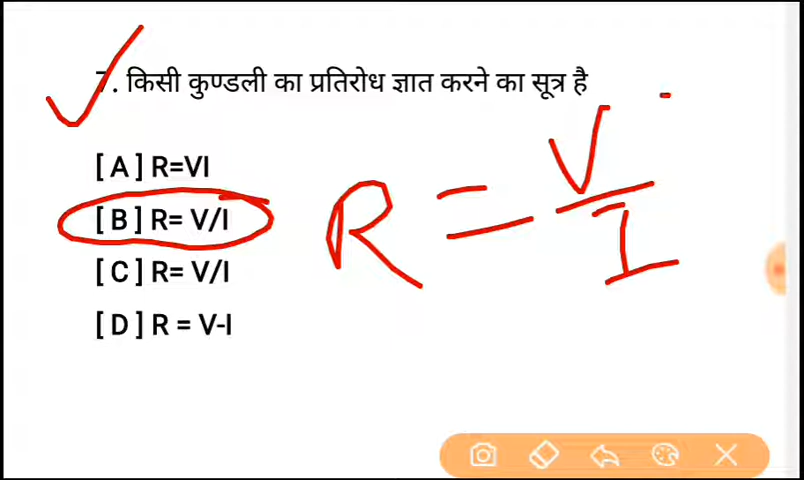 7. किसी कुण्डली का प्रतिरोध ज्ञात करने का सूत्र है
[ A ] R=VI
[ B ] R= V/I
R = V/I
[ C ] R= V/I
[ D ] R = V-I